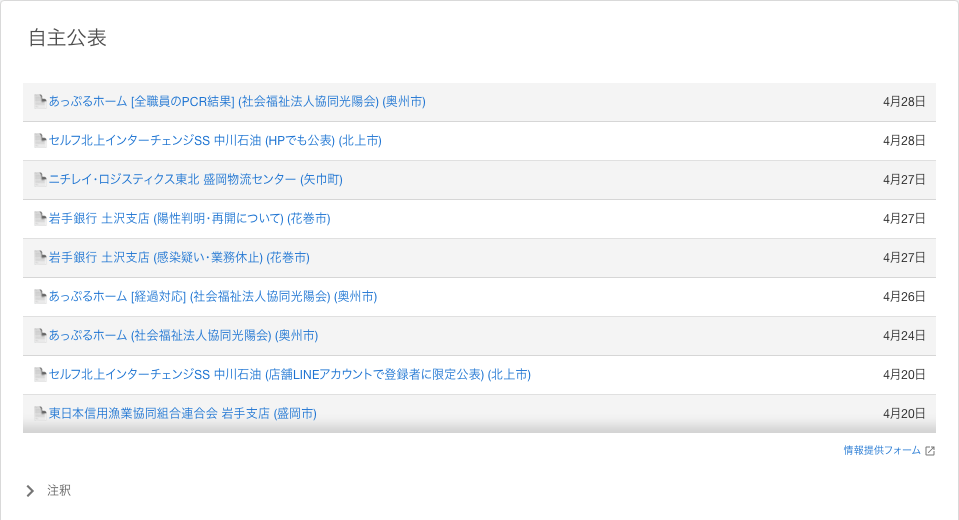 自主公表
あっぷるホーム [全職員のPCR結果] (社会福祉法人協同光陽会) (奥州市) 4月28日
セルフ北上インターチェンジSS 中川石油 (HPでも公表) (北上市) 4月28日
ニチレイ・ロジスティクス東北 盛岡物流センター (矢巾町) 4月27日
岩手銀行 土沢支店 (陽性判明・再開について) (花巻市) 4月27日
岩手銀行 土沢支店 (感染疑い・業務休止) (花巻市) 4月27日
あっぷるホーム [経過対応] (社会福祉法人協同光陽会) (奥州市) 4月26日
あっぷるホーム (社会福祉法人協同光陽会) (奥州市) 4月24日
セルフ北上インターチェンジSS 中川石油 (店舗LINEアカウントで登録者に限定公表) (北上市) 4月20日
東日本信用漁業協同組合連合会 岩手支店 (盛岡市) 4月20日
情報提供フォーム
注釈